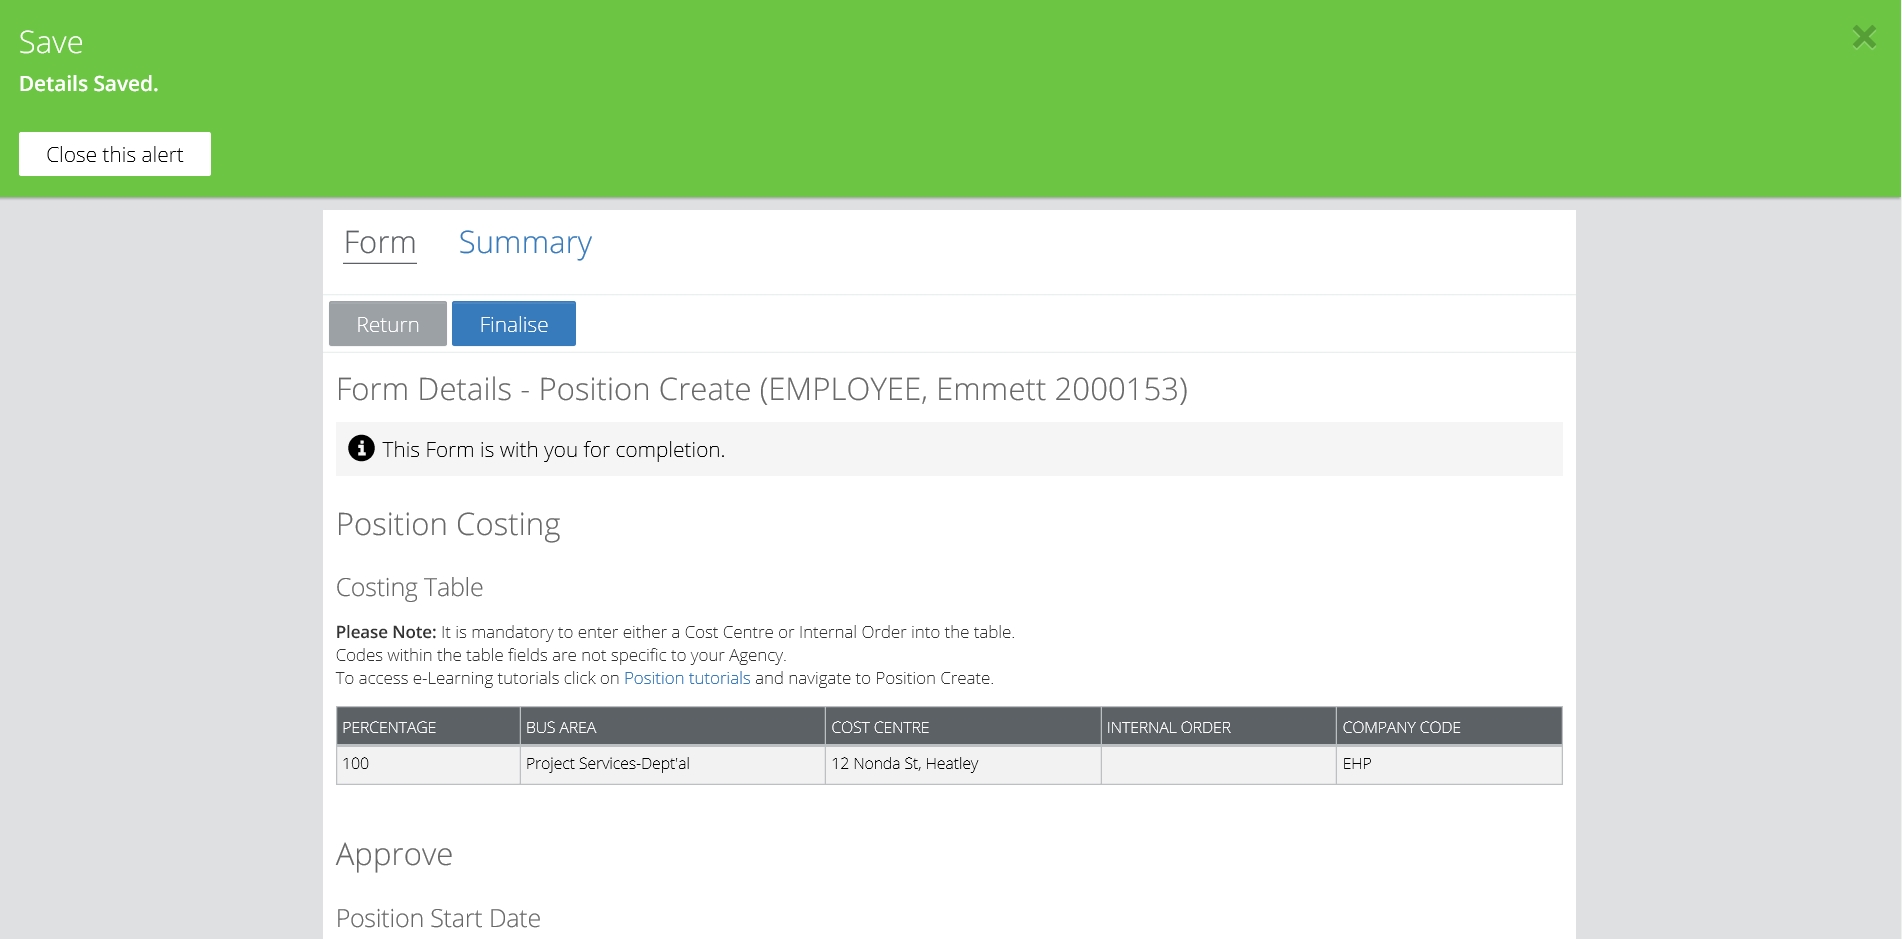 Save
Details Saved.
Close this alert
Form Summary
Return Finalise
Form Details - Position Create (EMPLOYEE, Emmett 2000153)
This Form is with you for completion.
Position Costing
Costing Table
Please Note: It is mandatory to enter either a Cost Centre or Internal Order into the table.
Codes within the table fields are not specific to your Agency.
To access e-Learning tutorials click on Position tutorials and navigate to Position Create.
PERCENTAGE BUS AREA COST CENTRE INTERNAL ORDER COMPANY CODE
100 Project Services-Dept'al 12 Nonda St, Heatley EHP
Approve
Position Start Date